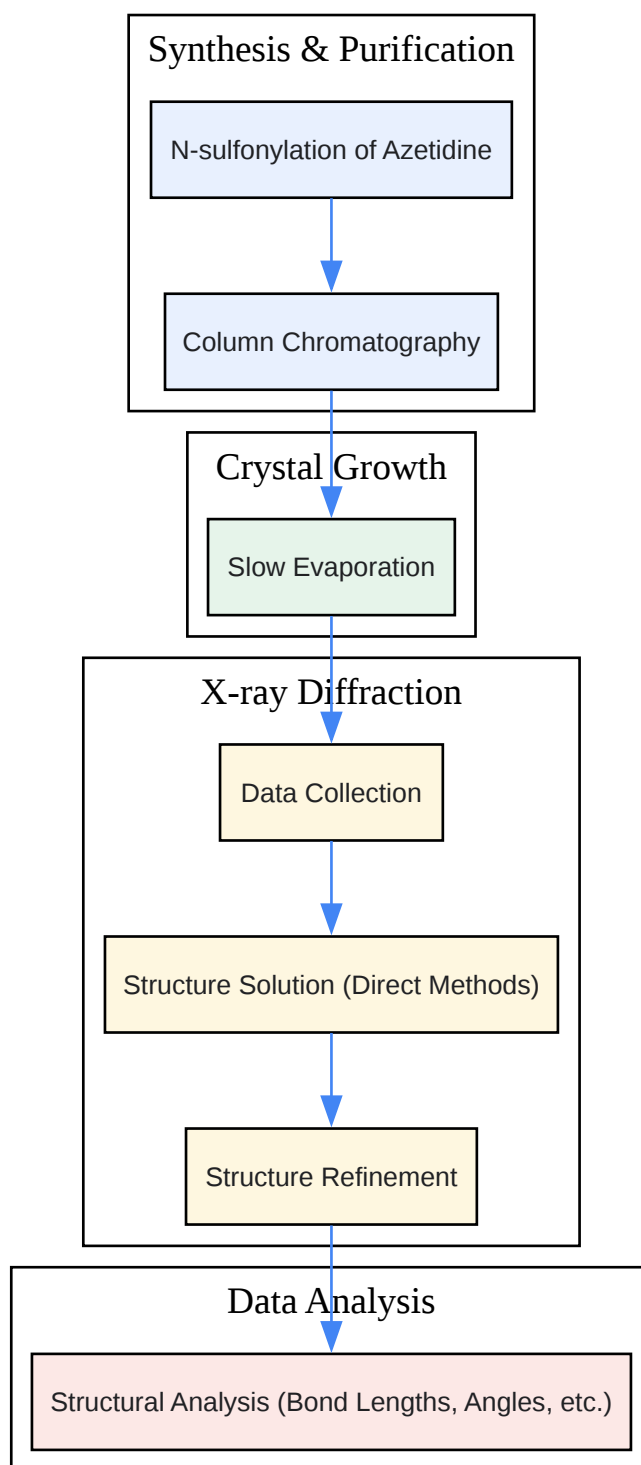 Synthesis & Purification
N-sulfonylation of Azetidine
Column Chromatography
Crystal Growth
Slow Evaporation
X-ray Diffraction
Data Collection
Structure Solution (Direct Methods)
Structure Refinement
Data Analysis
Structural Analysis (Bond Lengths, Angles, etc.)